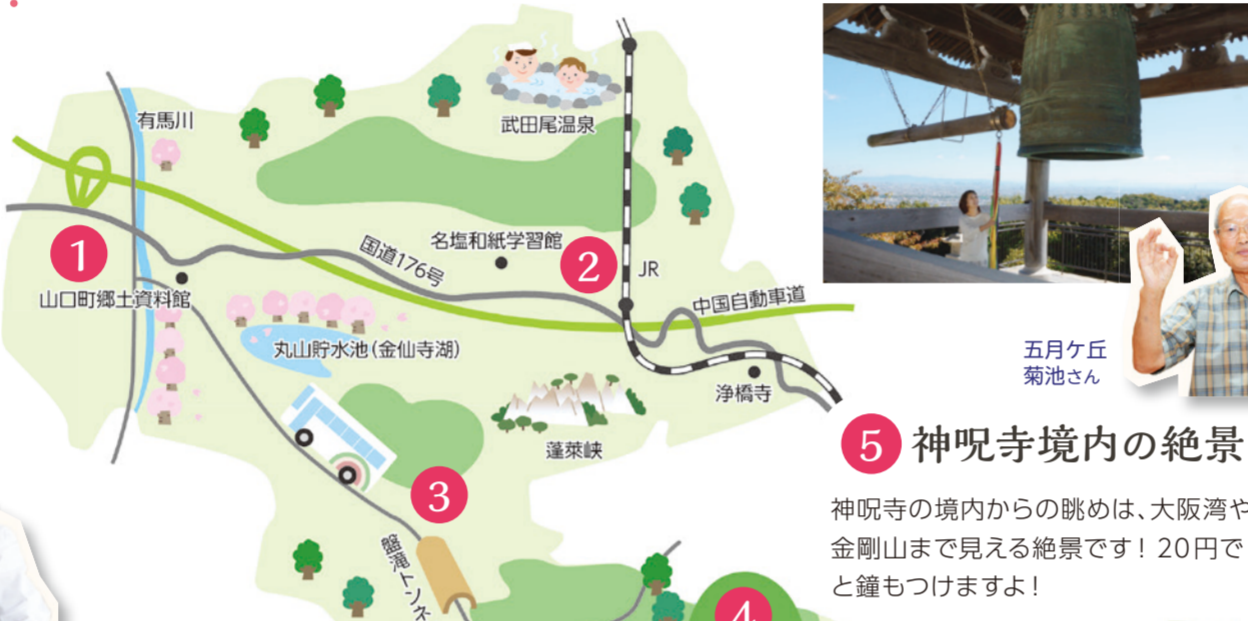 有馬川
武田尾温泉
1
国道176号
名塩和紙学習館
2
JR
山口町郷土資料館
中国自動車道
丸山貯水池(金仙寺湖)
浄橋寺
蓬萊峡
3
盤滝トンネ
4
五月ケ丘
菊池さん
5 神呪寺境内の絶景
神呪寺の境内からの眺めは、大阪湾や
金剛山まで見える絶景です！20円で
と鐘もつけますよ！